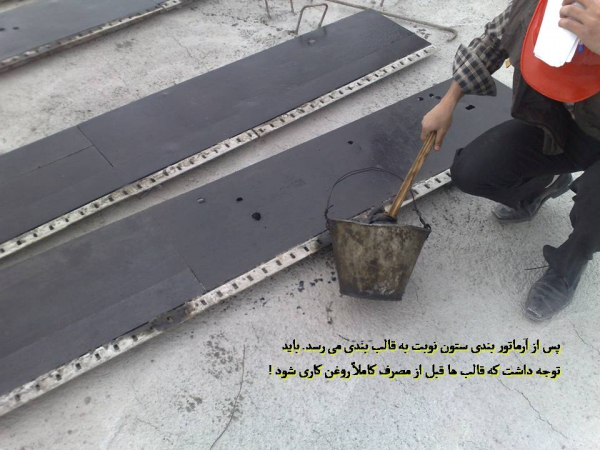 پس از آرماتور بندی ستون نوبت به قالب بندی می رسد. باید
توجه داشت که قالب ها قبل از مصرف کاملاً روغن کاری شود !